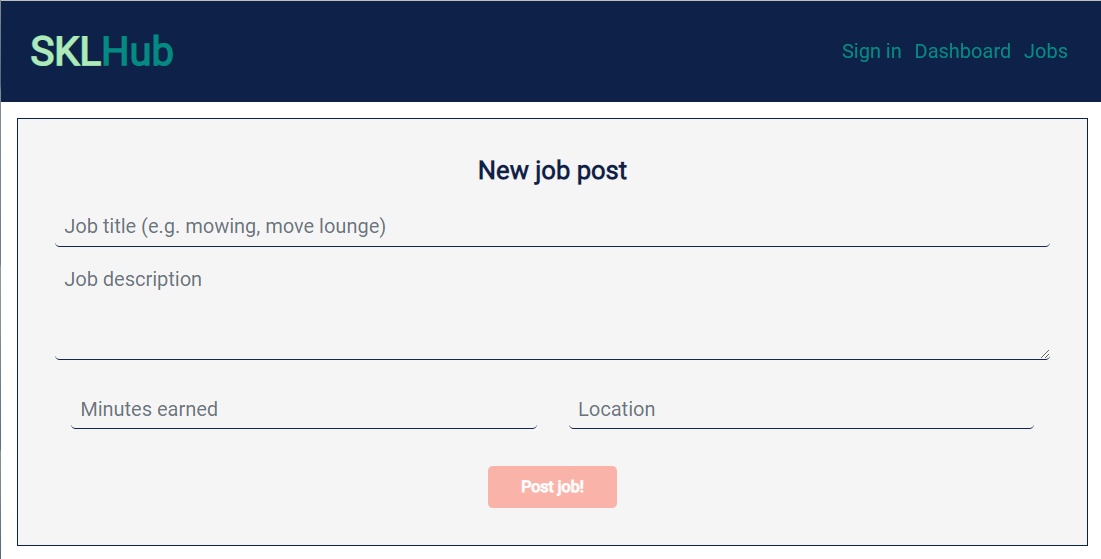 SKLHub
Sign in Dashboard Jobs
New job post
Job title (e.g. mowing, move lounge)
Job description
Minutes earned
Location
Post job!